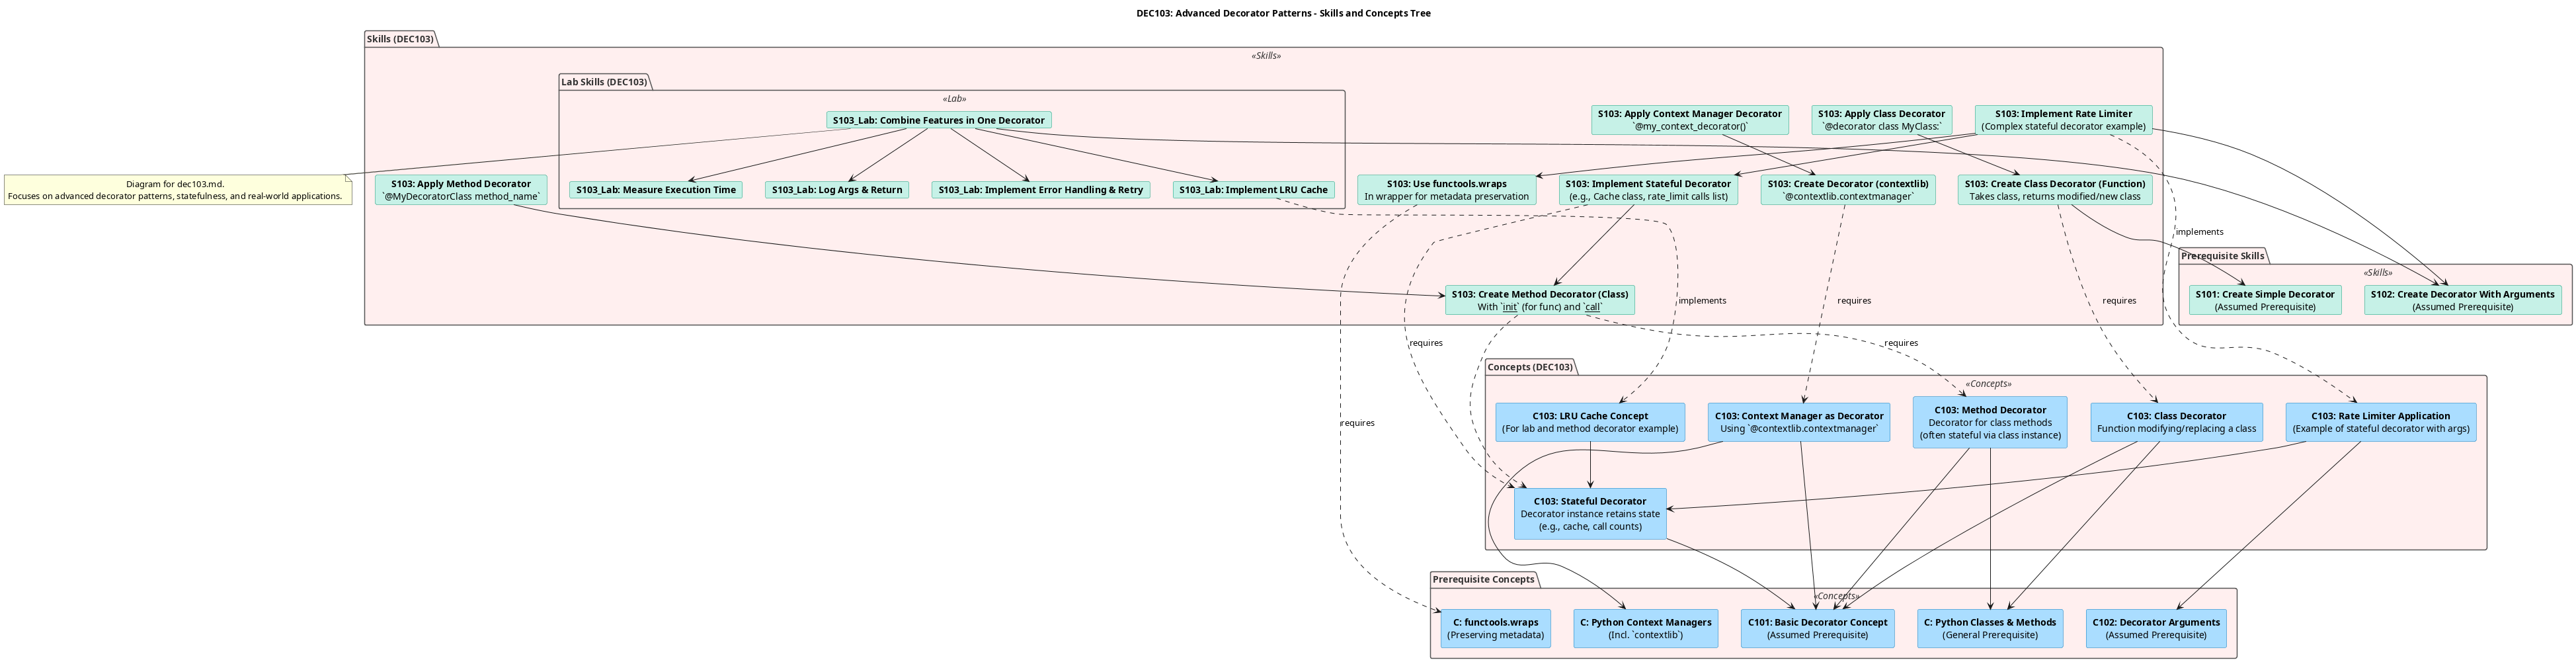 DEC103: Advanced Decorator Patterns - Skills and Concepts Tree
Skills (DEC103)
«Skills»
Lab Skills (DEC103)
«Lab»
S103_Lab: Combine Features in One Decorator
S103: Apply Context Manager Decorator
`@my_context_decorator()`
S103: Apply Class Decorator
`@decorator class MyClass:`
S103: Implement Rate Limiter
(Complex stateful decorator example)
Diagram for dec103.md.
Focuses on advanced decorator patterns, statefulness, and real-world applications.
S103: Apply Method Decorator
`@MyDecoratorClass method_name`
S103_Lab: Measure Execution Time
S103_Lab: Log Args & Return
S103_Lab: Implement Error Handling & Retry
S103_Lab: Implement LRU Cache
S103: Use functools.wraps
In wrapper for metadata preservation
S103: Implement Stateful Decorator
(e.g., Cache class, rate_limit calls list)
S103: Create Decorator (contextlib)
`@contextlib.contextmanager`
S103: Create Class Decorator (Function)
Takes class, returns modified/new class
implements
Prerequisite Skills
«Skills»
S101: Create Simple Decorator
(Assumed Prerequisite)
S102: Create Decorator With Arguments
(Assumed Prerequisite)
S103: Create Method Decorator (Class)
With `init` (for func) and `call`
implements
requires
requires
requires
requires
Concepts (DEC103)
«Concepts»
C103: LRU Cache Concept
(For lab and method decorator example)
C103: Context Manager as Decorator
Using `@contextlib.contextmanager`
C103: Method Decorator
Decorator for class methods
(often stateful via class instance)
C103: Class Decorator
Function modifying/replacing a class
C103: Rate Limiter Application
(Example of stateful decorator with args)
requires
C103: Stateful Decorator
Decorator instance retains state
(e.g., cache, call counts)
Prerequisite Concepts
«Concepts»
C: functools.wraps
(Preserving metadata)
C: Python Context Managers
(Incl. `contextlib`)
C101: Basic Decorator Concept
(Assumed Prerequisite)
C: Python Classes & Methods
(General Prerequisite)
C102: Decorator Arguments
(Assumed Prerequisite)